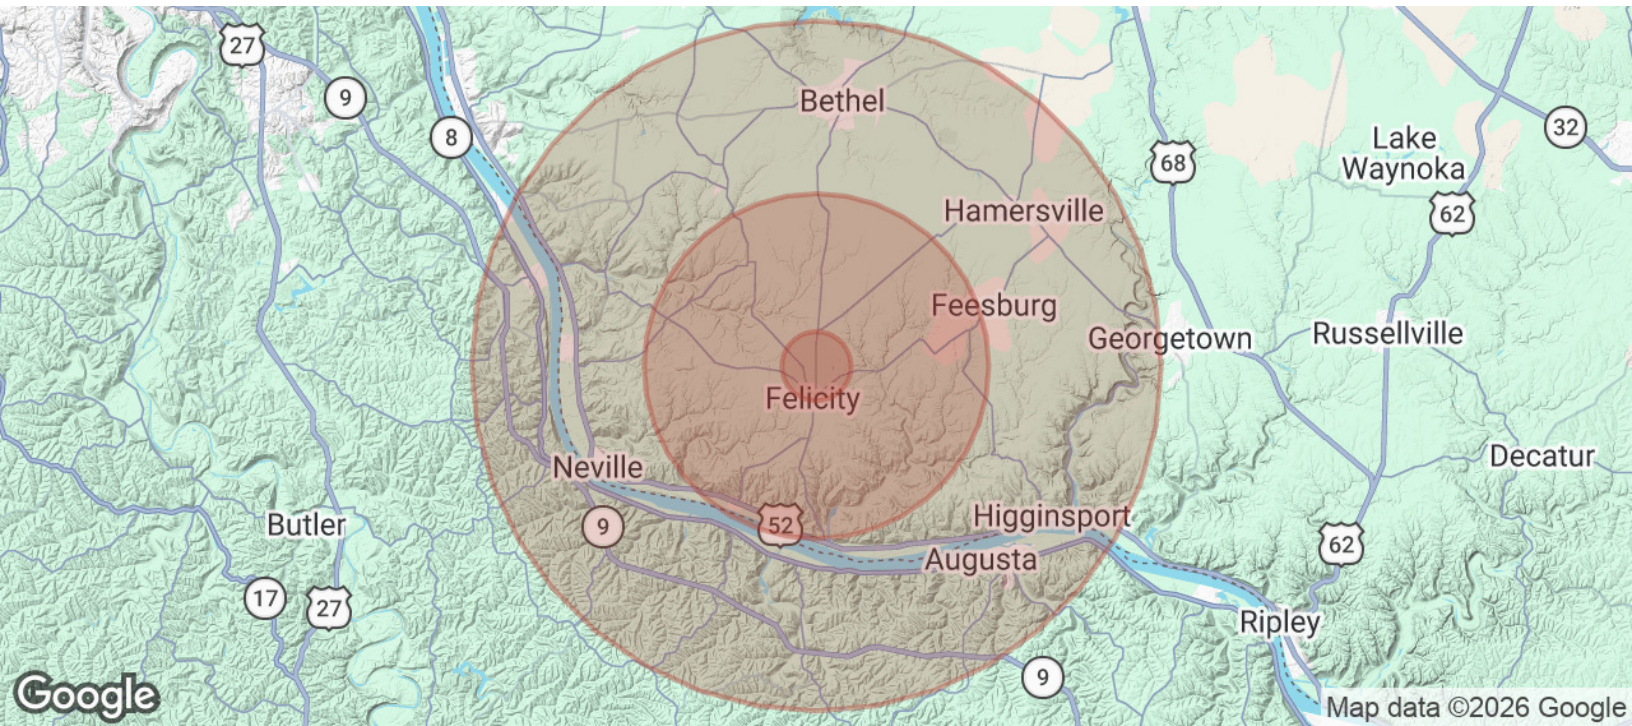 27
9
8
Bethel
68
32
Lake
Waynoka
62
Hamersville
Feesburg
Georgetown
Russellville
Felicity
Neville
Decatur
Butler
9
52
Higginsport
Augusta
62
17
27
Ripley
9
Google
Map data ©2026 Google